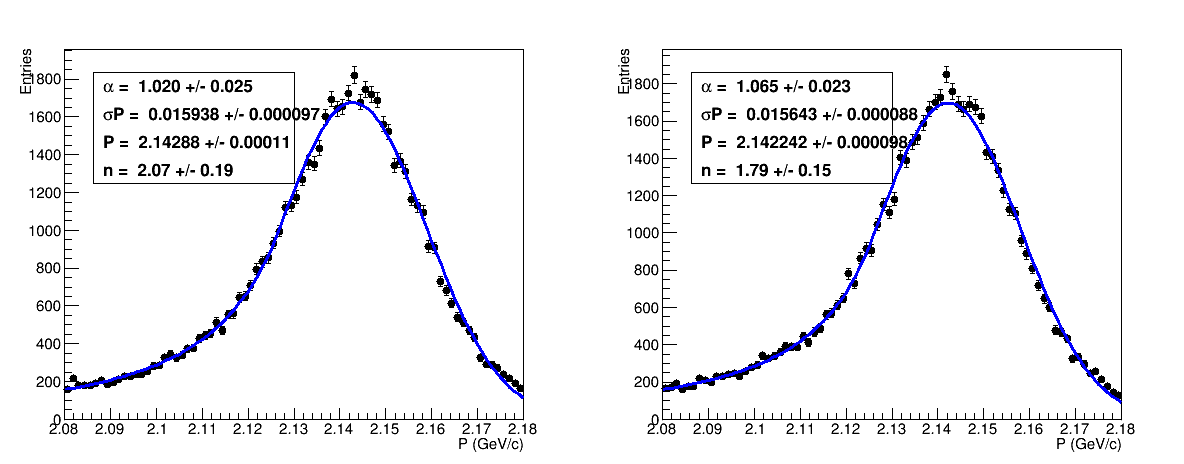 Entries
α = 1.020 +/- 0.025
σP = 0.015938 +/- 0.000097
P = 2.14288 +/- 0.00011
n = 2.07 +/- 0.19
1800
1600
1400
1200
1000
800
600
400
200
0
2.08 2.09 2.1 2.11 2.12 2.13 2.14 2.15 2.16 2.17 2.18
P (GeV/c)
Entries
α = 1.065 +/- 0.023
σP = 0.015643 +/- 0.000088
P = 2.142242 +/- 0.000098
n = 1.79 +/- 0.15
1800
1600
1400
1200
1000
800
600
400
200
0
2.08 2.09 2.1 2.11 2.12 2.13 2.14 2.15 2.16 2.17 2.18
P (GeV/c)